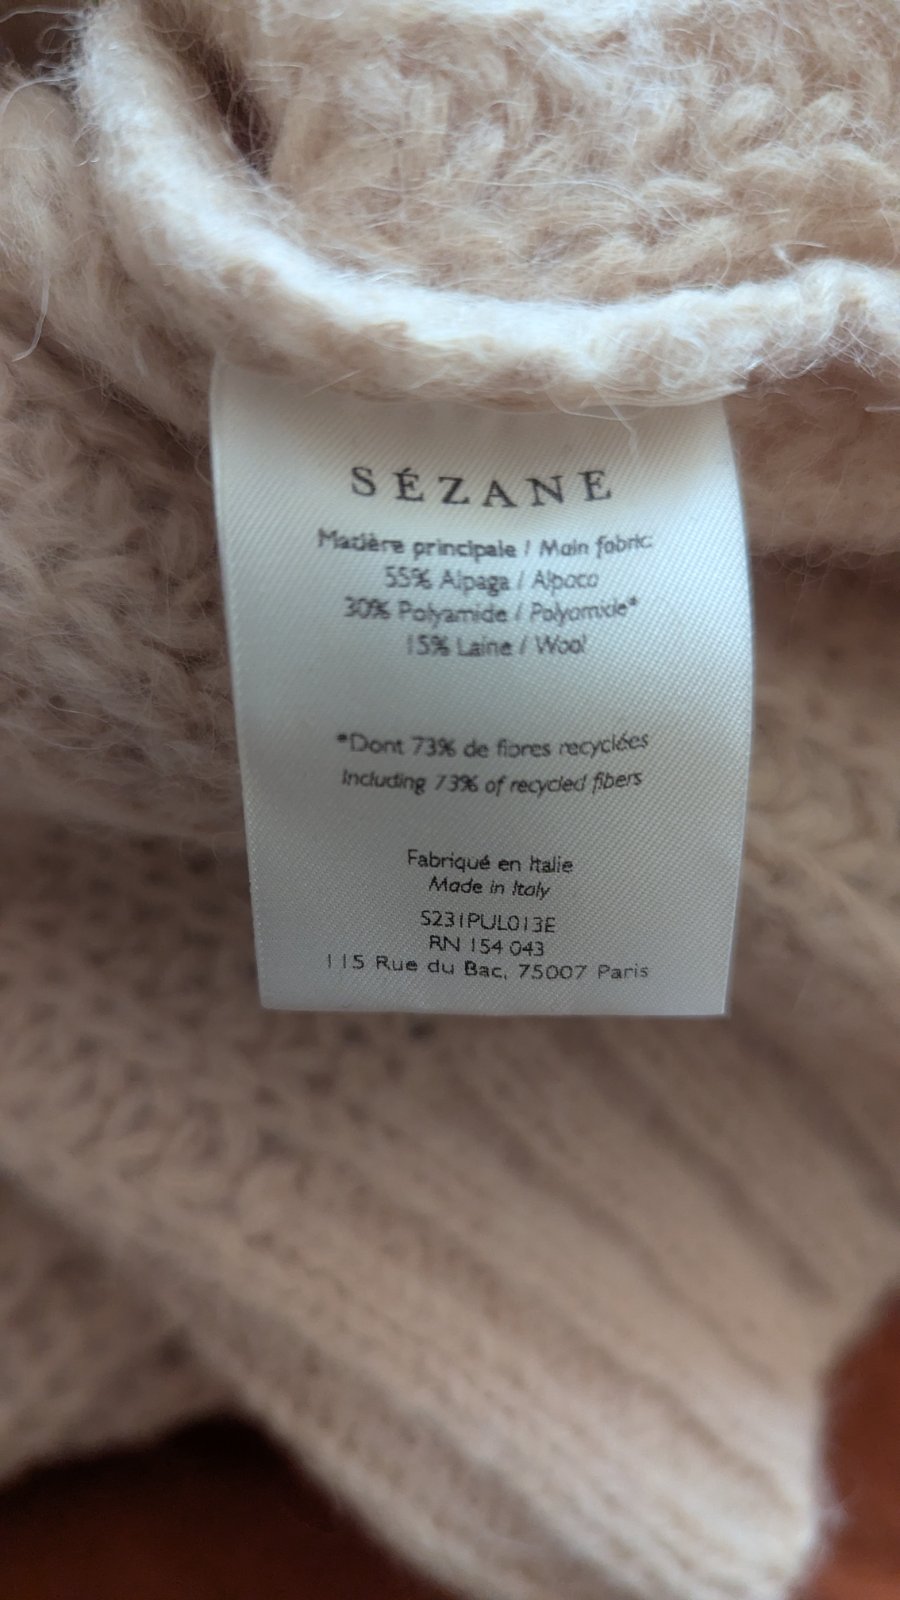 SÉZANE
Matière principale / Main fabric:
55% Alpaga / Alpaca
30% Polyamide / Polyamide*
15% Laine / Wool
*Dont 73% de fibres recyclées
Including 73% of recycled fibers
Fabriqué en Italie
Made in Italy
S231PUL013E
RN 154 043
115 Rue du Bac, 75007 Paris